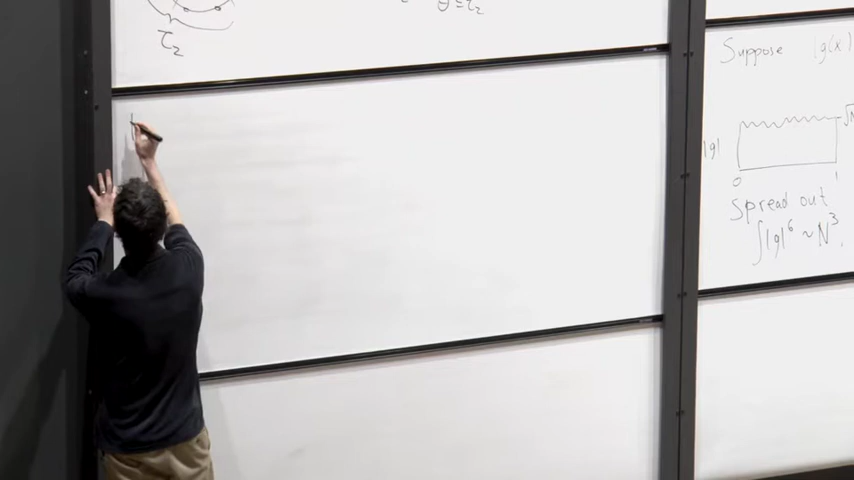 τ₂
θ ≤ τ₂
Suppose |g(x)
|g|
√N
0
1
Spread out
∫|g|⁶ ~ N³.